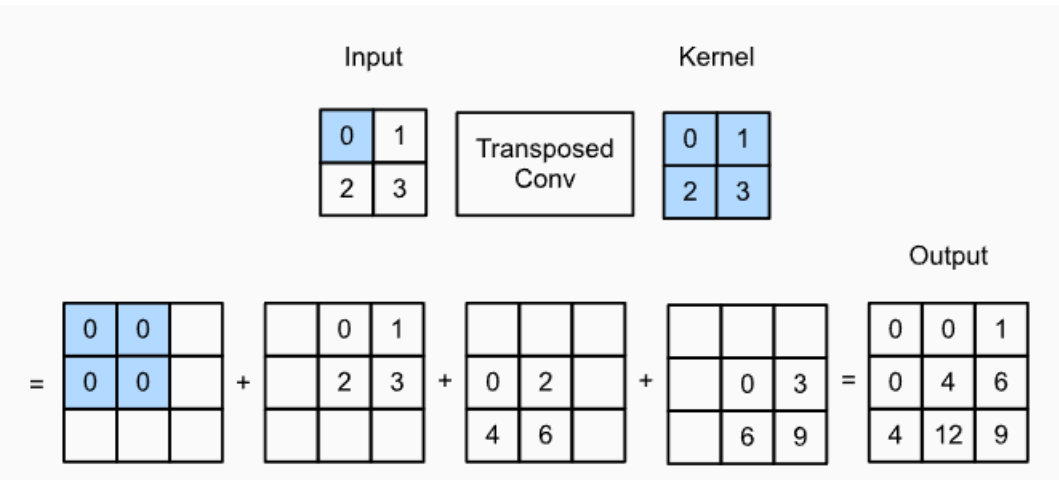 Input
Kernel
0 1
2 3
Transposed
Conv
0 1
2 3
Output
0 0
0 0
0 1
2 3
0 2
4 6
0 3
6 9
0 0 1
0 4 6
4 12 9
= + + + =